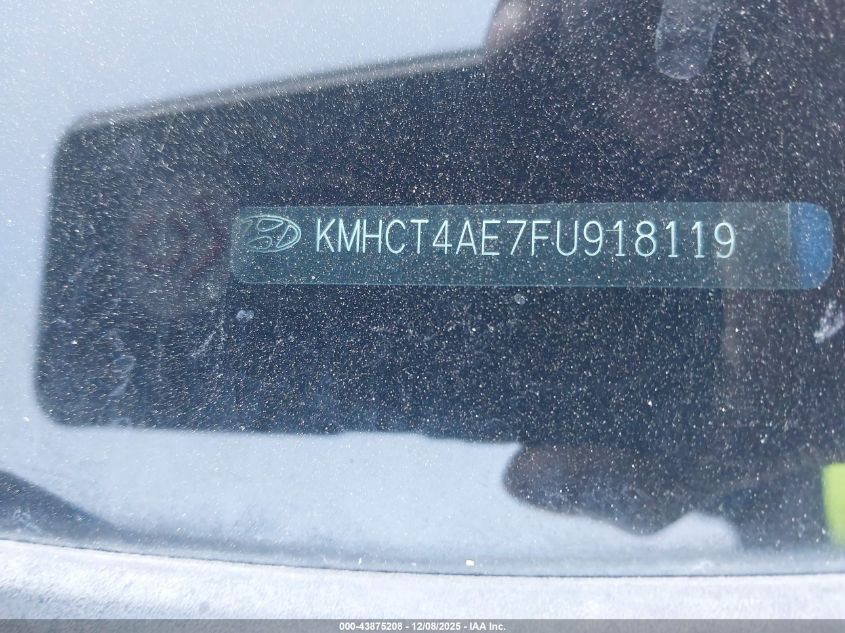 KMHCT4AE7FU918119
000-43875208 - 12/08/2025 - IAA Inc.